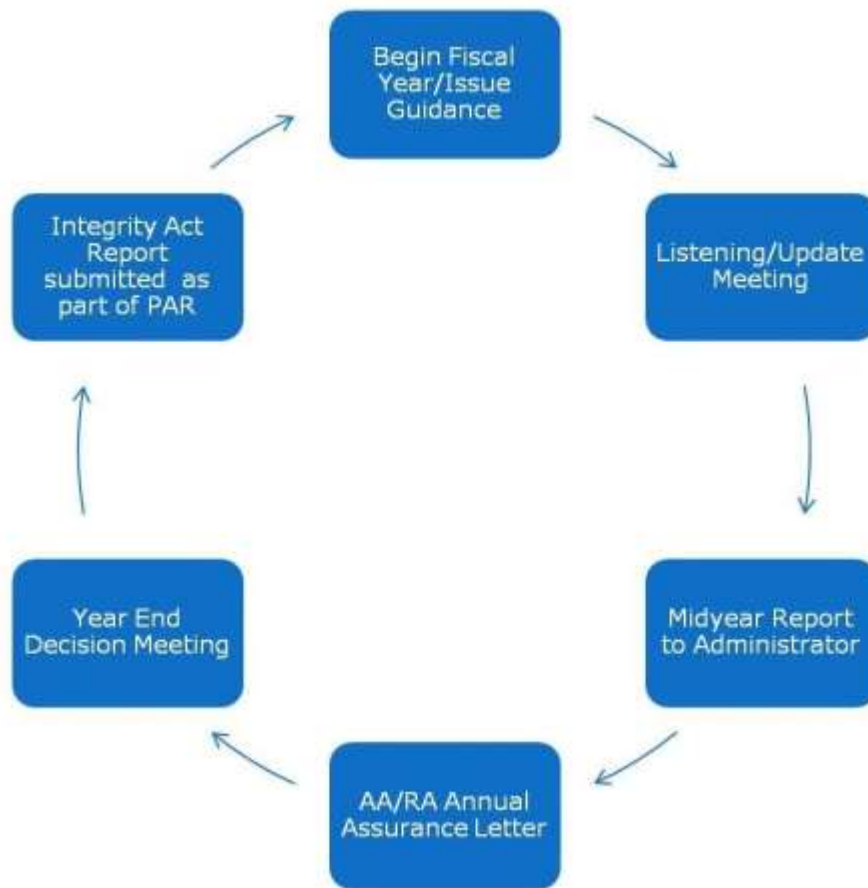 Begin Fiscal
Year/Issue
Guidance
Listening/Update
Meeting
Midyear Report
to Administrator
AA/RA Annual
Assurance Letter
Year End
Decision Meeting
Integrity Act
Report
submitted as
part of PAR